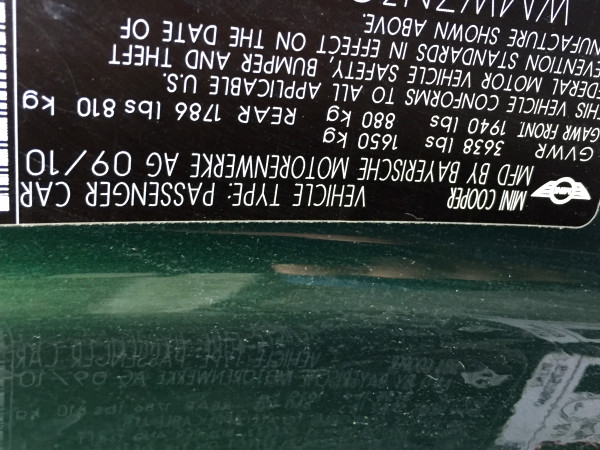 MINI COOPER VEHICLE TYPE: PASSENGER CAR
MFD BY BAYERISCHE MOTORENWERKE AG 09/10
GVWR 3638 lbs 1650 kg
GAWR FRONT 1940 lbs 880 kg REAR 1786 lbs 810 kg
THIS VEHICLE CONFORMS TO ALL APPLICABLE U.S.
FEDERAL MOTOR VEHICLE SAFETY, BUMPER AND THEFT
EVENTION STANDARDS IN EFFECT ON THE DATE OF
NUFACTURE SHOWN ABOVE.